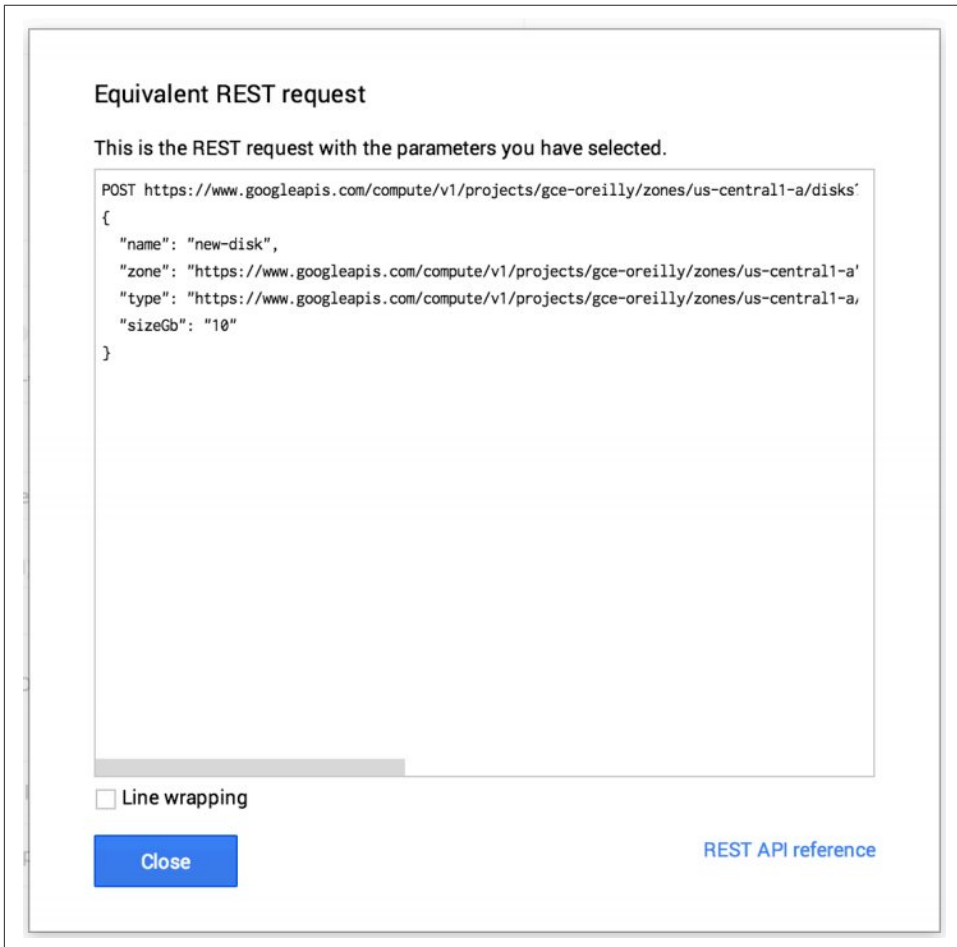 Equivalent REST request
This is the REST request with the parameters you have selected.
POST https://www.googleapis.com/compute/v1/projects/gce-oreilly/zones/us-central1-a/disks
{
"name": "new-disk",
"zone": "https://www.googleapis.com/compute/v1/projects/gce-oreilly/zones/us-central1-a"
"type": "https://www.googleapis.com/compute/v1/projects/gce-oreilly/zones/us-central1-a/
"sizeGb": "10"
}
Line wrapping
Close
REST API reference